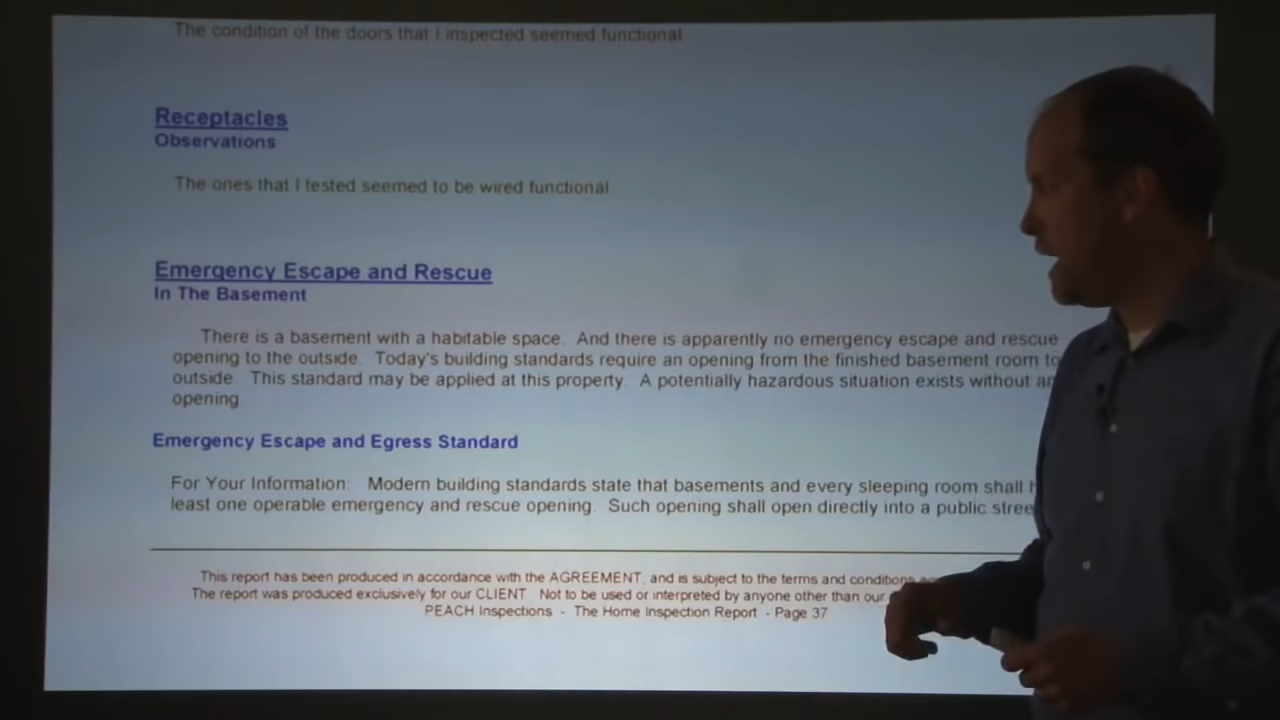 The condition of the doors that I inspected seemed functional
Receptacles
Observations
The ones that I tested seemed to be wired functional
Emergency Escape and Rescue
In The Basement
There is a basement with a habitable space. And there is apparently no emergency escape and rescue
opening to the outside. Today's building standards require an opening from the finished basement room to
outside. This standard may be applied at this property. A potentially hazardous situation exists without an
opening
Emergency Escape and Egress Standard
For Your Information: Modern building standards state that basements and every sleeping room shall
least one operable emergency and rescue opening. Such opening shall open directly into a public
This report has been produced in accordance with the AGREEMENT, and is subject to the terms and conditions
The report was produced exclusively for our CLIENT. Not to be used or interpreted by anyone other than our
PEACH Inspections - The Home Inspection Report - Page 37